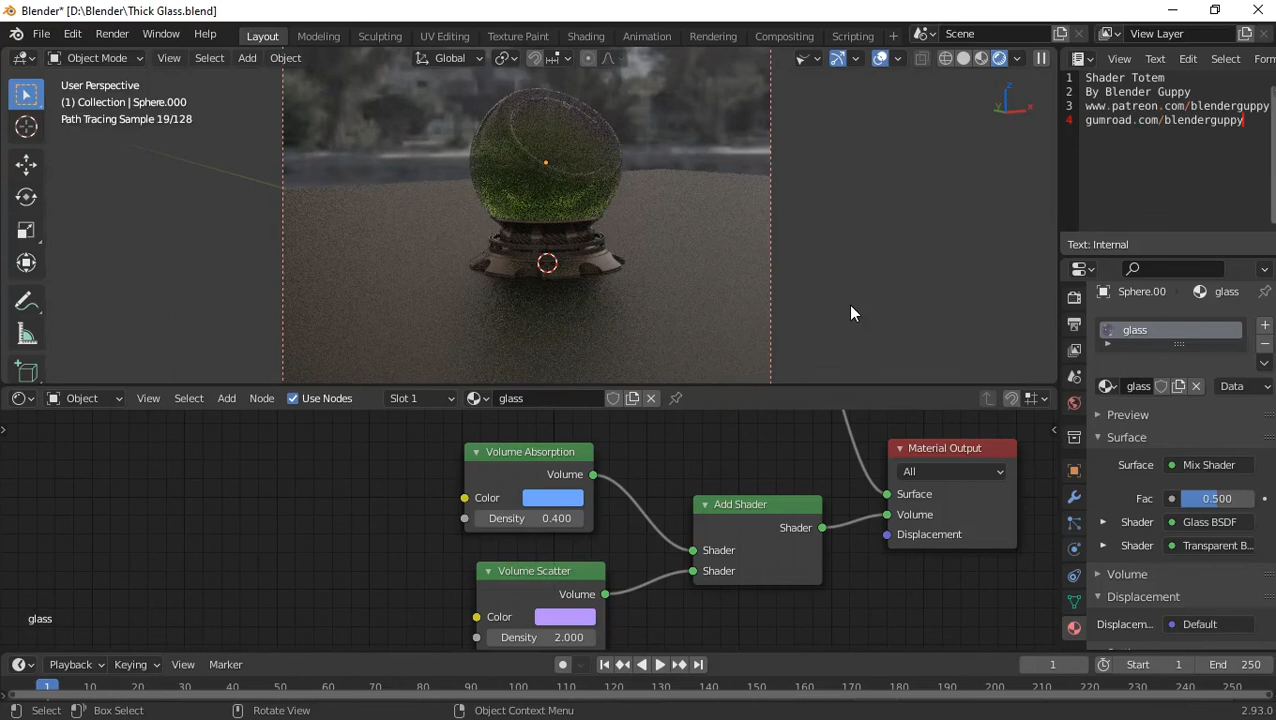 Blender* [D:\Blender\Thick Glass.blend]
File Edit Render Window Help Layout Modeling Sculpting UV Editing Texture Paint Shading Animation Rendering Compositing Scripting Scene View Layer
Object Mode View Select Add Object Global View Text Edit Select Form
User Perspective
(1) Collection | Sphere.000
Path Tracing Sample 19/128
1 Shader Totem
2 By Blender Guppy
3 www.patreon.com/blenderguppy
4 gumroad.com/blenderguppy
Text: Internal
Sphere.00 glass
glass
glass Data
Preview
Surface
Surface Mix Shader
Fac 0.500
Shader Glass BSDF
Shader Transparent B...
Volume
Displacement
Displacem... Default
Object View Select Add Node Use Nodes Slot 1 glass
Volume Absorption
Volume
Color
Density 0.400
Volume Scatter
Volume
Color
Density 2.000
Add Shader
Shader
Shader
Shader
Material Output
All
Surface
Volume
Displacement
glass
Playback Keying View Marker 1 Start 1 End 250
1 10 20 30 40 50 60 70 80 90 100 110 120 130 140 150 160 170 180 190 200 210 220 230 240 250
Select Box Select Rotate View Object Context Menu 2.93.0